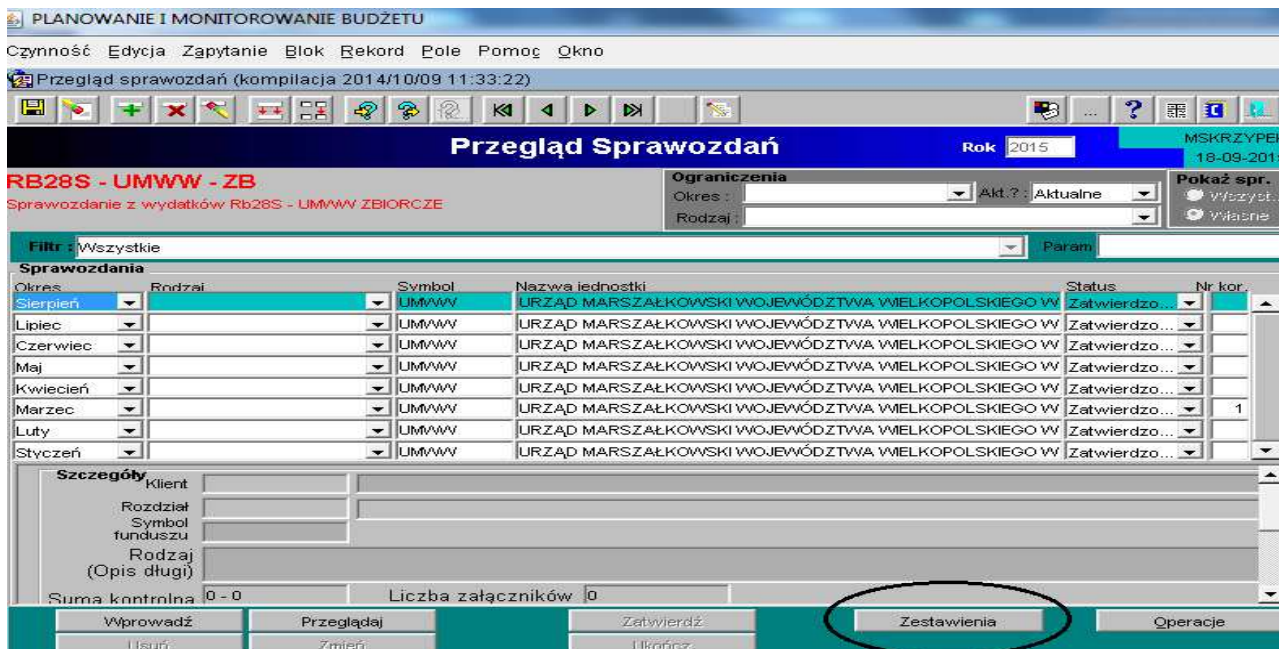 PLANOWANIE I MONITOROWANIE BUDŻETU
Czynność Edycja Zapytanie Blok Rekord Pole Pomoc Okno
Przegląd sprawozdań (kompilacja 2014/10/09 11:33:22)
Przegląd Sprawozdań Rok 2015 MSKRZYPE
18-09-201
RB28S - UMWW - ZB
Sprawozdanie z wydatków Rb28S - UMWW ZBIORCZE
Ograniczenia
Okres : Akt.? : Aktualne
Rodzaj :
Pokaż spr.
Wszyst.
Własne
Filtr : Wszystkie Param
Sprawozdania
Okres Rodzaj Symbol Nazwa jednostki Status Nr kor.
Sierpień UMWW URZĄD MARSZAŁKOWSKI WOJEWÓDZTWA WIELKOPOLSKIEGO W Zatwierdzo...
Lipiec UMWW URZĄD MARSZAŁKOWSKI WOJEWÓDZTWA WIELKOPOLSKIEGO W Zatwierdzo...
Czerwiec UMWW URZĄD MARSZAŁKOWSKI WOJEWÓDZTWA WIELKOPOLSKIEGO W Zatwierdzo...
Maj UMWW URZĄD MARSZAŁKOWSKI WOJEWÓDZTWA WIELKOPOLSKIEGO W Zatwierdzo...
Kwiecień UMWW URZĄD MARSZAŁKOWSKI WOJEWÓDZTWA WIELKOPOLSKIEGO W Zatwierdzo...
Marzec UMWW URZĄD MARSZAŁKOWSKI WOJEWÓDZTWA WIELKOPOLSKIEGO W Zatwierdzo... 1
Luty UMWW URZĄD MARSZAŁKOWSKI WOJEWÓDZTWA WIELKOPOLSKIEGO W Zatwierdzo...
Styczeń UMWW URZĄD MARSZAŁKOWSKI WOJEWÓDZTWA WIELKOPOLSKIEGO W Zatwierdzo...
Szczegóły
Klient
Rozdział
Symbol
funduszu
Rodzaj
(Opis długi)
Suma kontrolna 0 - 0 Liczba załączników 0
Wprowadź Przeglądaj Zatwierdź Zestawienia Operacje
Usuń Zmień Ukończ